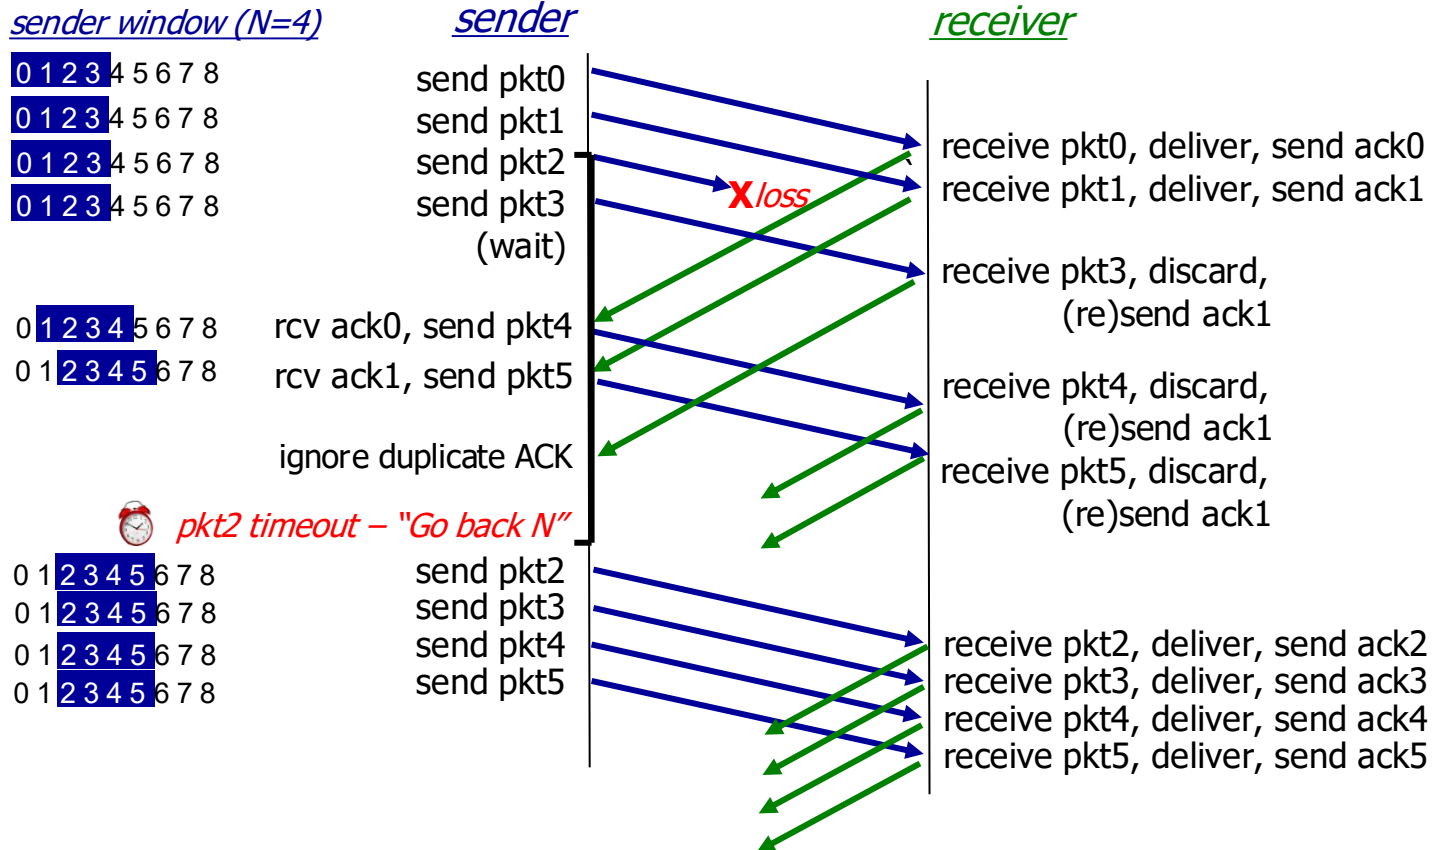 sender window (N=4)
sender
receiver
0 1 2 3 4 5 6 7 8
send pkt0
0 1 2 3 4 5 6 7 8
send pkt1
receive pkt0, deliver, send ack0
0 1 2 3 4 5 6 7 8
send pkt2
X loss
receive pkt1, deliver, send ack1
0 1 2 3 4 5 6 7 8
send pkt3
(wait)
receive pkt3, discard,
(re)send ack1
0 1 2 3 4 5 6 7 8
rcv ack0, send pkt4
0 1 2 3 4 5 6 7 8
rcv ack1, send pkt5
receive pkt4, discard,
(re)send ack1
ignore duplicate ACK
receive pkt5, discard,
(re)send ack1
pkt2 timeout – “Go back N”
0 1 2 3 4 5 6 7 8
send pkt2
0 1 2 3 4 5 6 7 8
send pkt3
0 1 2 3 4 5 6 7 8
send pkt4
0 1 2 3 4 5 6 7 8
send pkt5
receive pkt2, deliver, send ack2
receive pkt3, deliver, send ack3
receive pkt4, deliver, send ack4
receive pkt5, deliver, send ack5